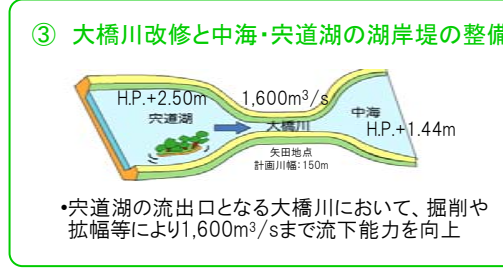 ③ 大橋川改修と中海・宍道湖の湖岸堤の整備
H.P.+2.50m
1,600m³/s
宍道湖
大橋川
中海
H.P.+1.44m
矢田地点
計画川幅：150m
•宍道湖の流出口となる大橋川において、掘削や
拡幅等により1,600m³/sまで流下能力を向上